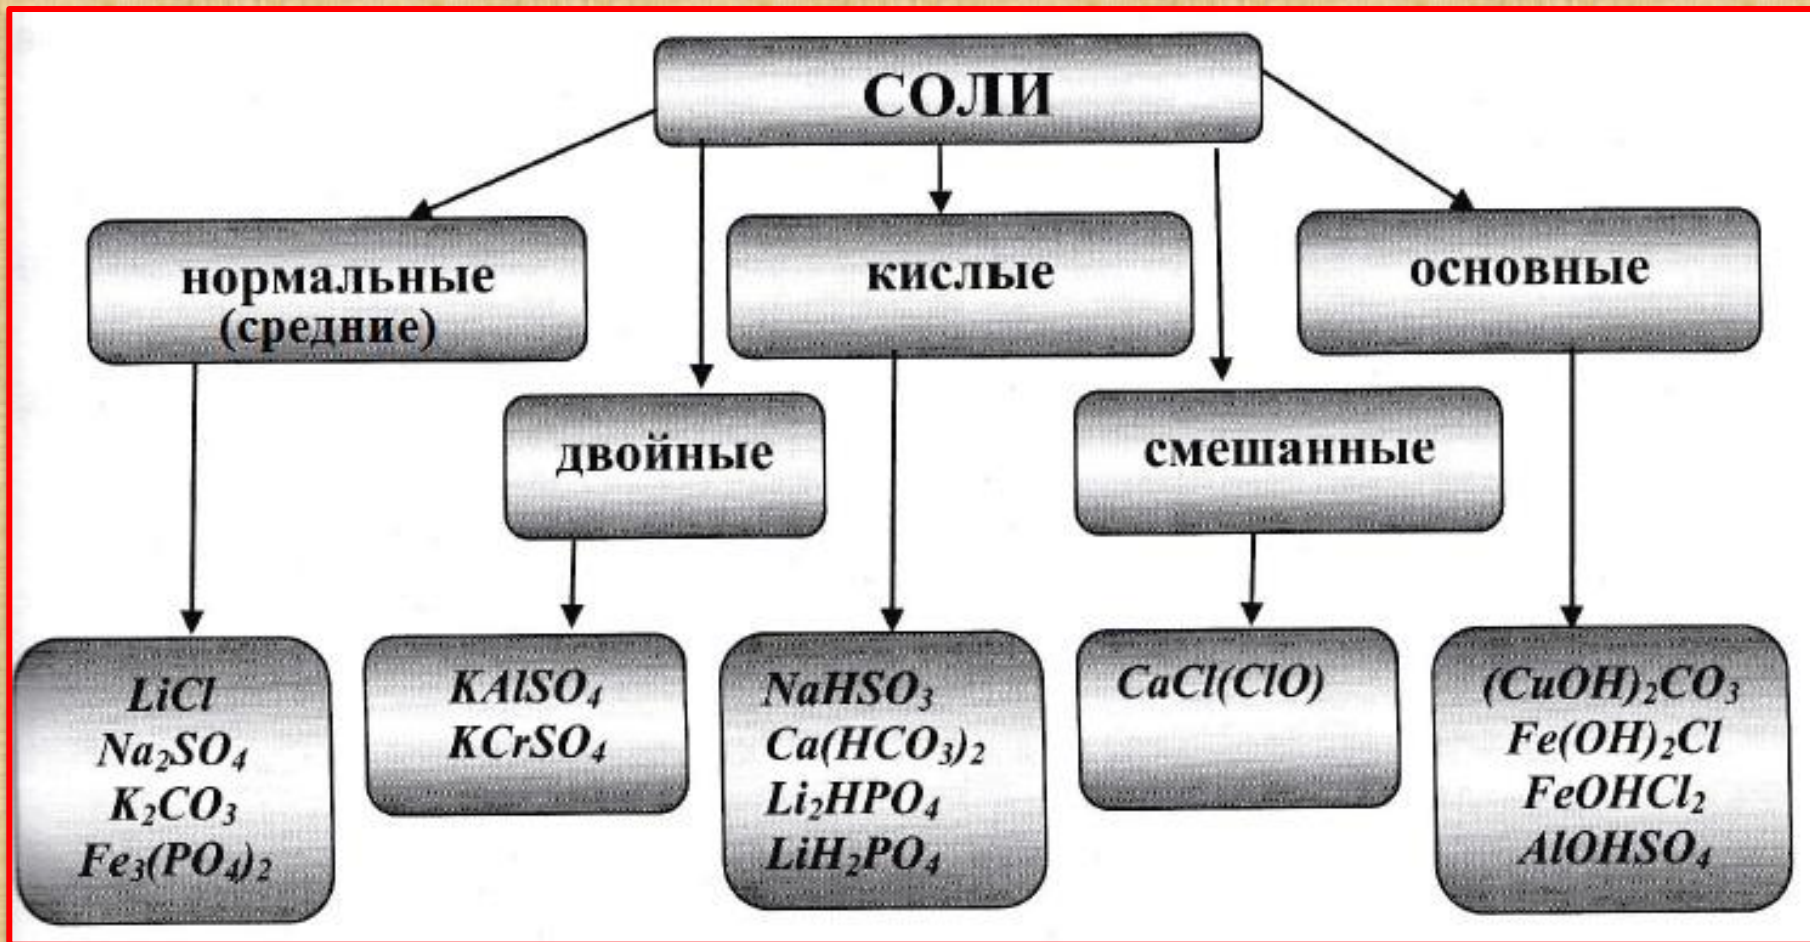 СОЛИ
нормальные
(средние)
кислые
основные
двойные
смешанные
LiCl
Na₂SO₄
K₂CO₃
Fe₃(PO₄)₂
KAlSO₄
KCrSO₄
NaHSO₃
Ca(HCO₃)₂
Li₂HPO₄
LiH₂PO₄
CaCl(ClO)
(CuOH)₂CO₃
Fe(OH)₂Cl
FeOHCl₂
AlOHSO₄